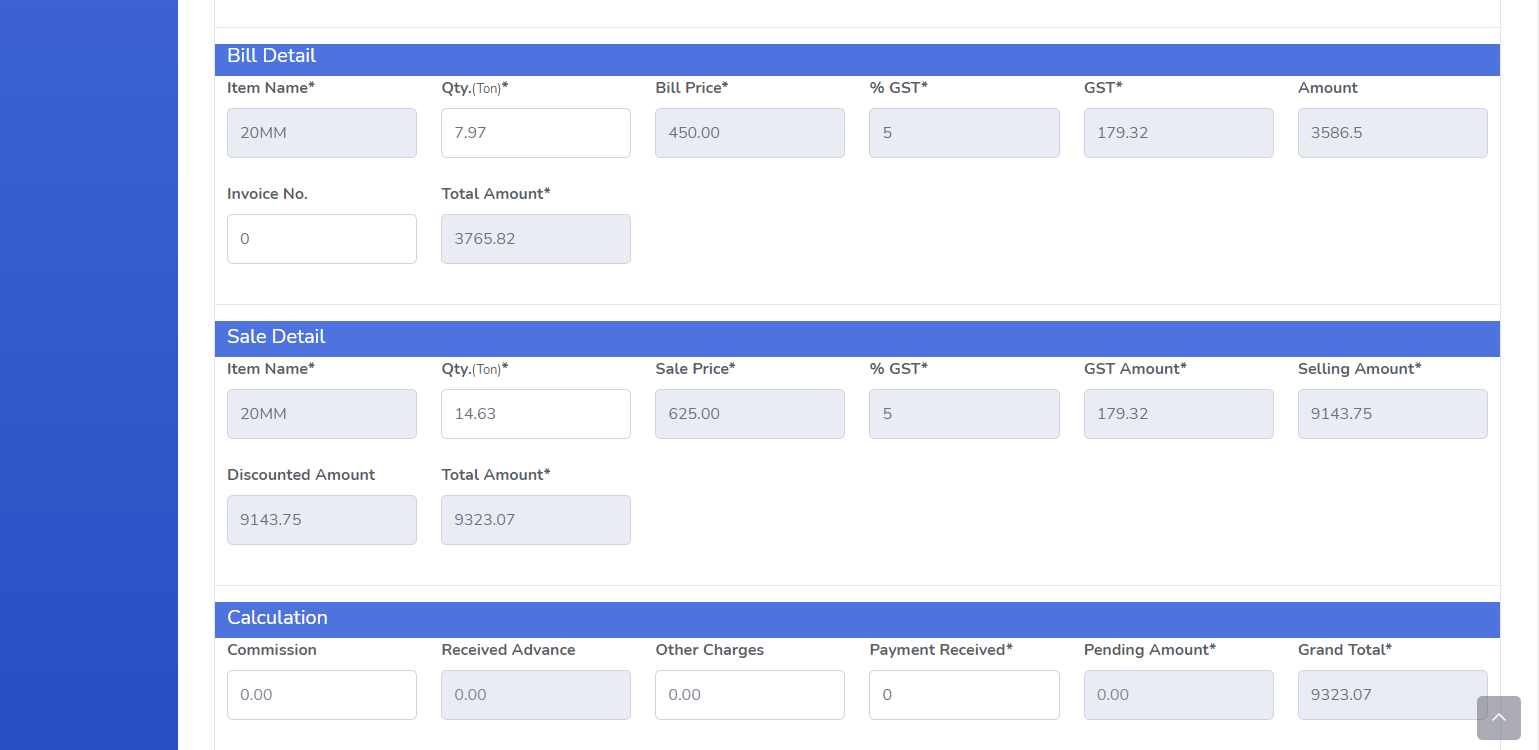 Bill Detail
Item Name* Qty.(Ton)* Bill Price* % GST* GST* Amount
20MM 7.97 450.00 5 179.32 3586.5
Invoice No. Total Amount*
0 3765.82
Sale Detail
Item Name* Qty.(Ton)* Sale Price* % GST* GST Amount* Selling Amount*
20MM 14.63 625.00 5 179.32 9143.75
Discounted Amount Total Amount*
9143.75 9323.07
Calculation
Commission Received Advance Other Charges Payment Received* Pending Amount* Grand Total*
0.00 0.00 0.00 0 0.00 9323.07